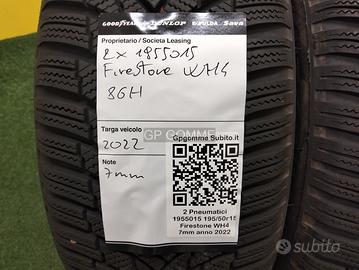 GOODYEAR DUNLOP FULDA Sava
Proprietario / Societa Leasing
2x 1955015
Firestone WH4
86H
Targa veicolo
GP GOMME
Gpgomme Subito.it
2022
Note
7mm
2 Pneumatici
1955015 195/50r15
Firestone WH4
7mm anno 2022
subito